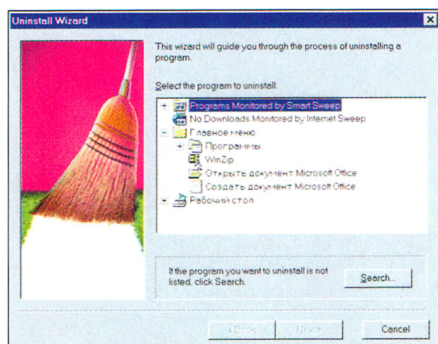 Uninstall Wizard
This wizard will guide you through the process of uninstalling a
program.
Select the program to uninstall:
Programs Monitored by Smart Sweep
No Downloads Monitored by Internet Sweep
Главное меню
Программы
WinZip
Открыть документ Microsoft Office
Создать документ Microsoft Office
Рабочий стол
If the program you want to uninstall is not
listed, click Search.
Search...
< Back
Next >
Cancel